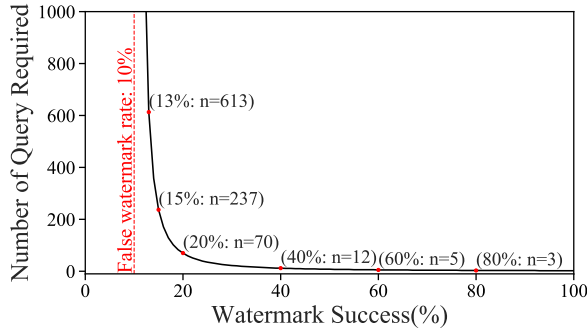 Number of Query Required
1000
800
600
400
200
0
False watermark rate: 10%
(13%: n=613)
(15%: n=237)
(20%: n=70)
(40%: n=12)
(60%: n=5)
(80%: n=3)
0
20
40
60
80
100
Watermark Success(%)